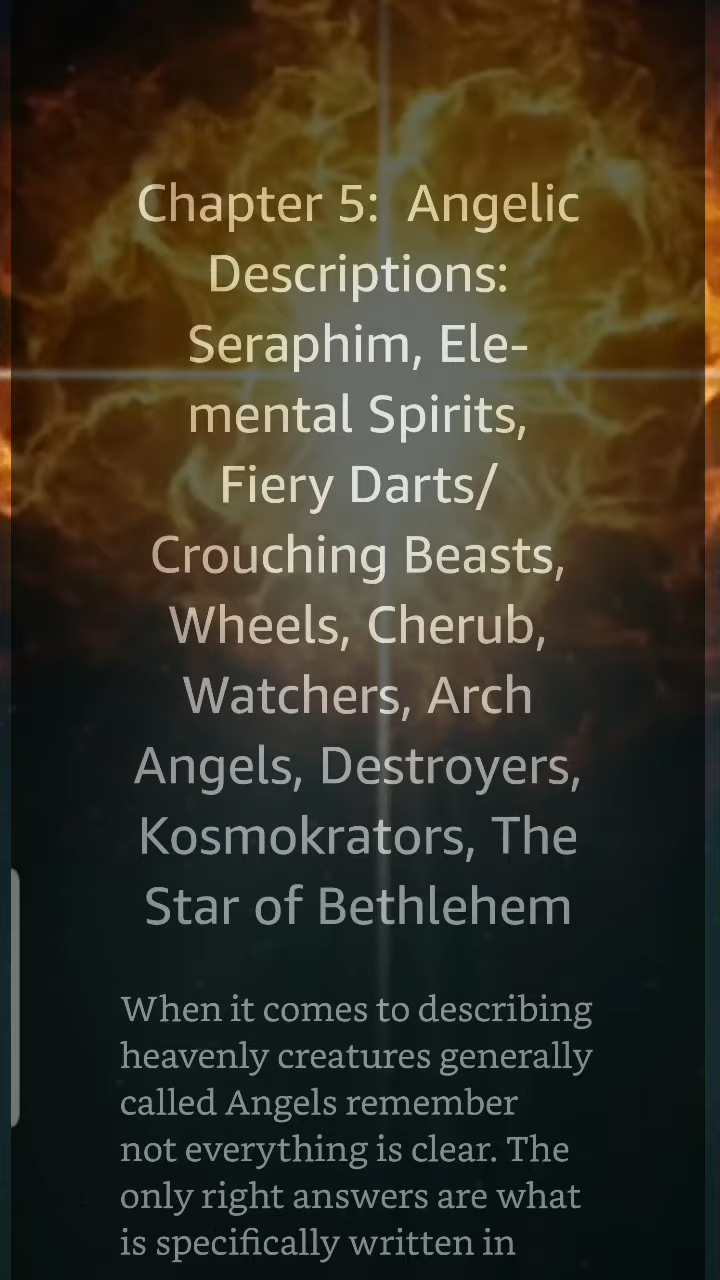 Chapter 5:  Angelic
Descriptions:
Seraphim, Ele-
mental Spirits,
Fiery Darts/
Crouching Beasts,
Wheels, Cherub,
Watchers, Arch
Angels, Destroyers,
Kosmokrators, The
Star of Bethlehem
When it comes to describing
heavenly creatures generally
called Angels remember
not everything is clear. The
only right answers are what
is specifically written in